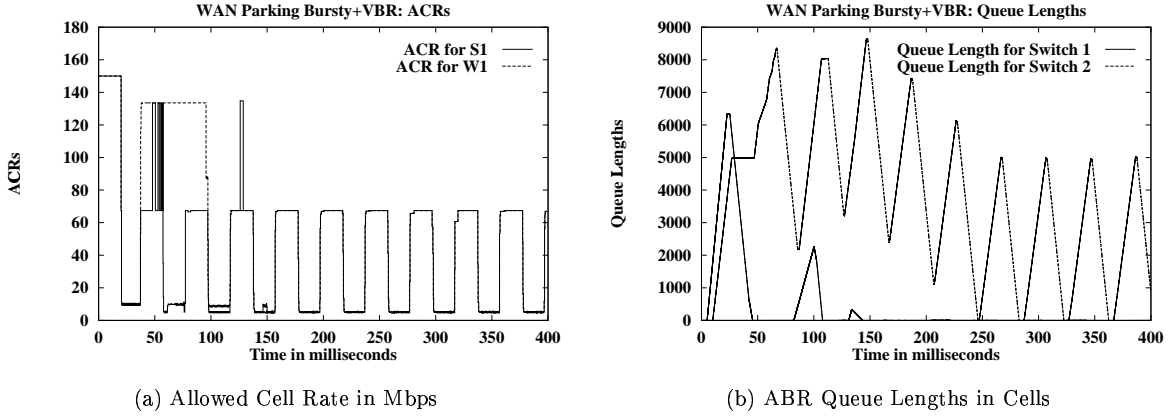 WAN Parking Bursty+VBR: ACRs
180
160
140
120
100
80
60
40
20
0
ACRs
ACR for S1
ACR for W1
0 50 100 150 200 250 300 350 400
Time in milliseconds
(a) Allowed Cell Rate in Mbps
WAN Parking Bursty+VBR: Queue Lengths
9000
8000
7000
6000
5000
4000
3000
2000
1000
0
Queue Lengths
Queue Length for Switch 1
Queue Length for Switch 2
0 50 100 150 200 250 300 350 400
Time in milliseconds
(b) ABR Queue Lengths in Cells